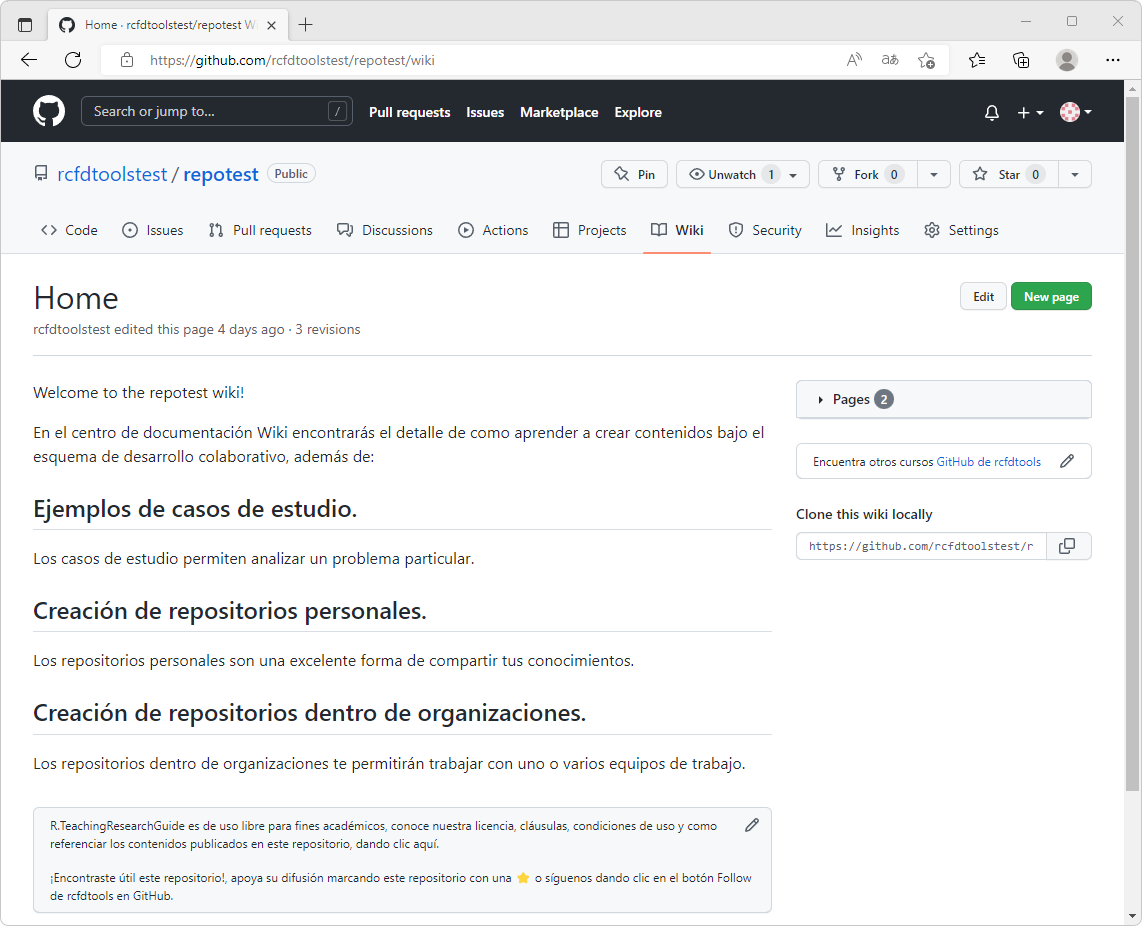 Home · rcfdtoolstest/repotest W
https://github.com/rcfdtoolstest/repotest/wiki
Search or jump to... / Pull requests Issues Marketplace Explore
rcfdtoolstest / repotest Public Pin Unwatch 1 Fork 0 Star 0
Code Issues Pull requests Discussions Actions Projects Wiki Security Insights Settings
Home Edit New page
rcfdtoolstest edited this page 4 days ago · 3 revisions
Welcome to the repotest wiki!
En el centro de documentación Wiki encontrarás el detalle de como aprender a crear contenidos bajo el
esquema de desarrollo colaborativo, además de:
Ejemplos de casos de estudio.
Los casos de estudio permiten analizar un problema particular.
Creación de repositorios personales.
Los repositorios personales son una excelente forma de compartir tus conocimientos.
Creación de repositorios dentro de organizaciones.
Los repositorios dentro de organizaciones te permitirán trabajar con uno o varios equipos de trabajo.
R.TeachingResearchGuide es de uso libre para fines académicos, conoce nuestra licencia, cláusulas, condiciones de uso y como
referenciar los contenidos publicados en este repositorio, dando clic aquí.
¡Encontraste útil este repositorio!, apoya su difusión marcando este repositorio con una ⭐ o síguenos dando clic en el botón Follow
de rcfdtools en GitHub.
Pages 2
Encuentra otros cursos GitHub de rcfdtools
Clone this wiki locally
https://github.com/rcfdtoolstest/r